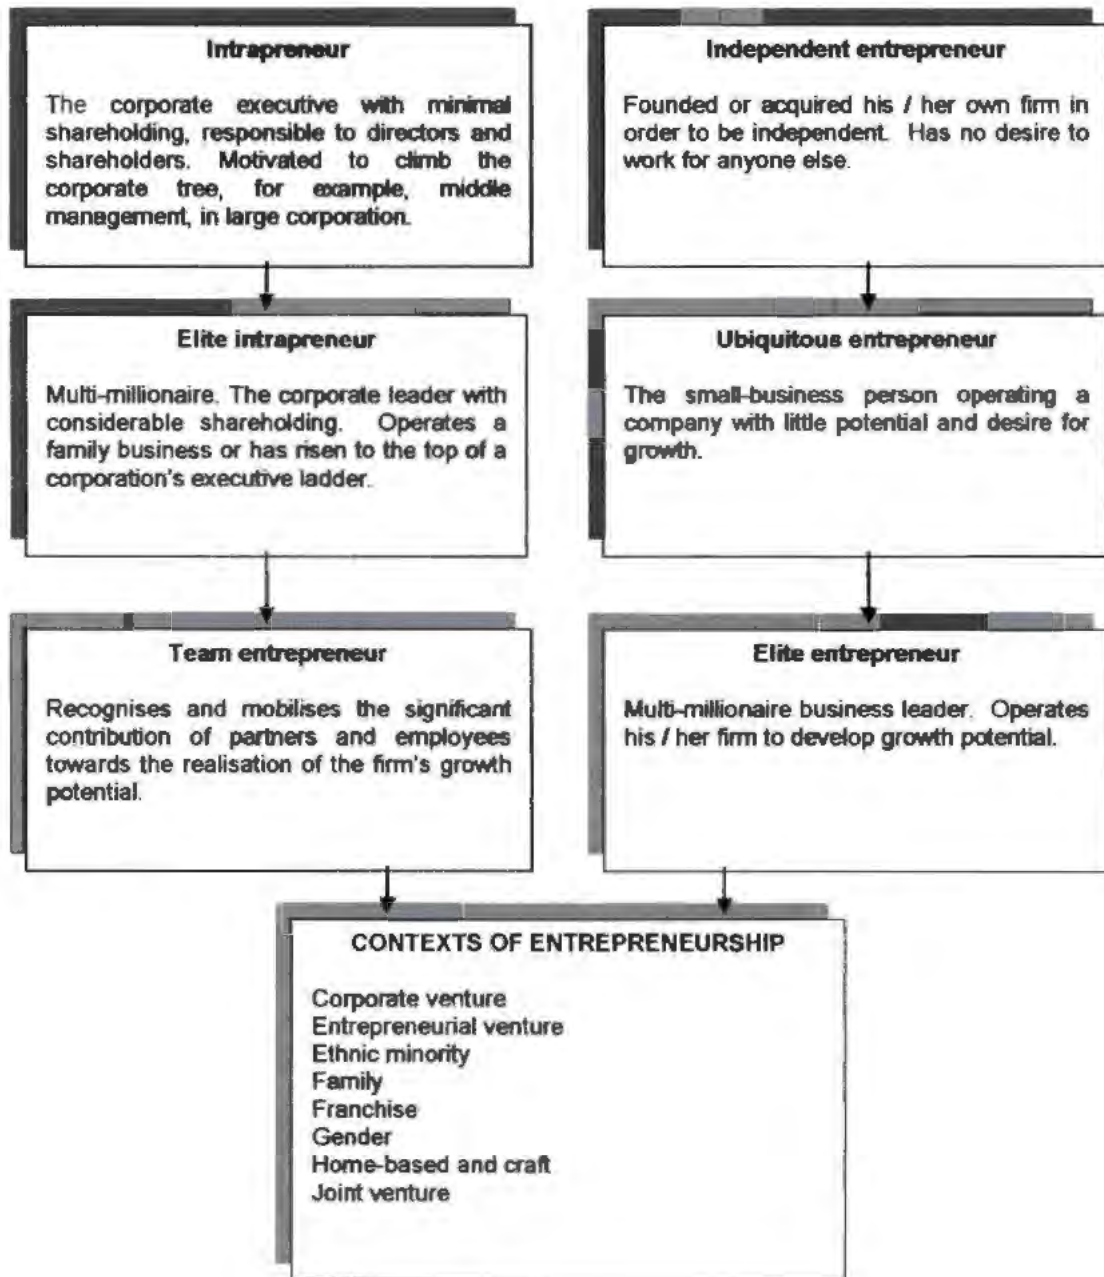 Intrapreneur
The corporate executive with minimal
shareholding, responsible to directors and
shareholders. Motivated to climb the
corporate tree, for example, middle
management, in large corporation.
Independent entrepreneur
Founded or acquired his / her own firm in
order to be independent. Has no desire to
work for anyone else.
Elite intrapreneur
Multi-millionaire. The corporate leader with
considerable shareholding. Operates a
family business or has risen to the top of a
corporation's executive ladder.
Ubiquitous entrepreneur
The small-business person operating a
company with little potential and desire for
growth.
Team entrepreneur
Recognises and mobilises the significant
contribution of partners and employees
towards the realisation of the firm's growth
potential.
Elite entrepreneur
Multi-millionaire business leader. Operates
his / her firm to develop growth potential.
CONTEXTS OF ENTREPRENEURSHIP
Corporate venture
Entrepreneurial venture
Ethnic minority
Family
Franchise
Gender
Home-based and craft
Joint venture